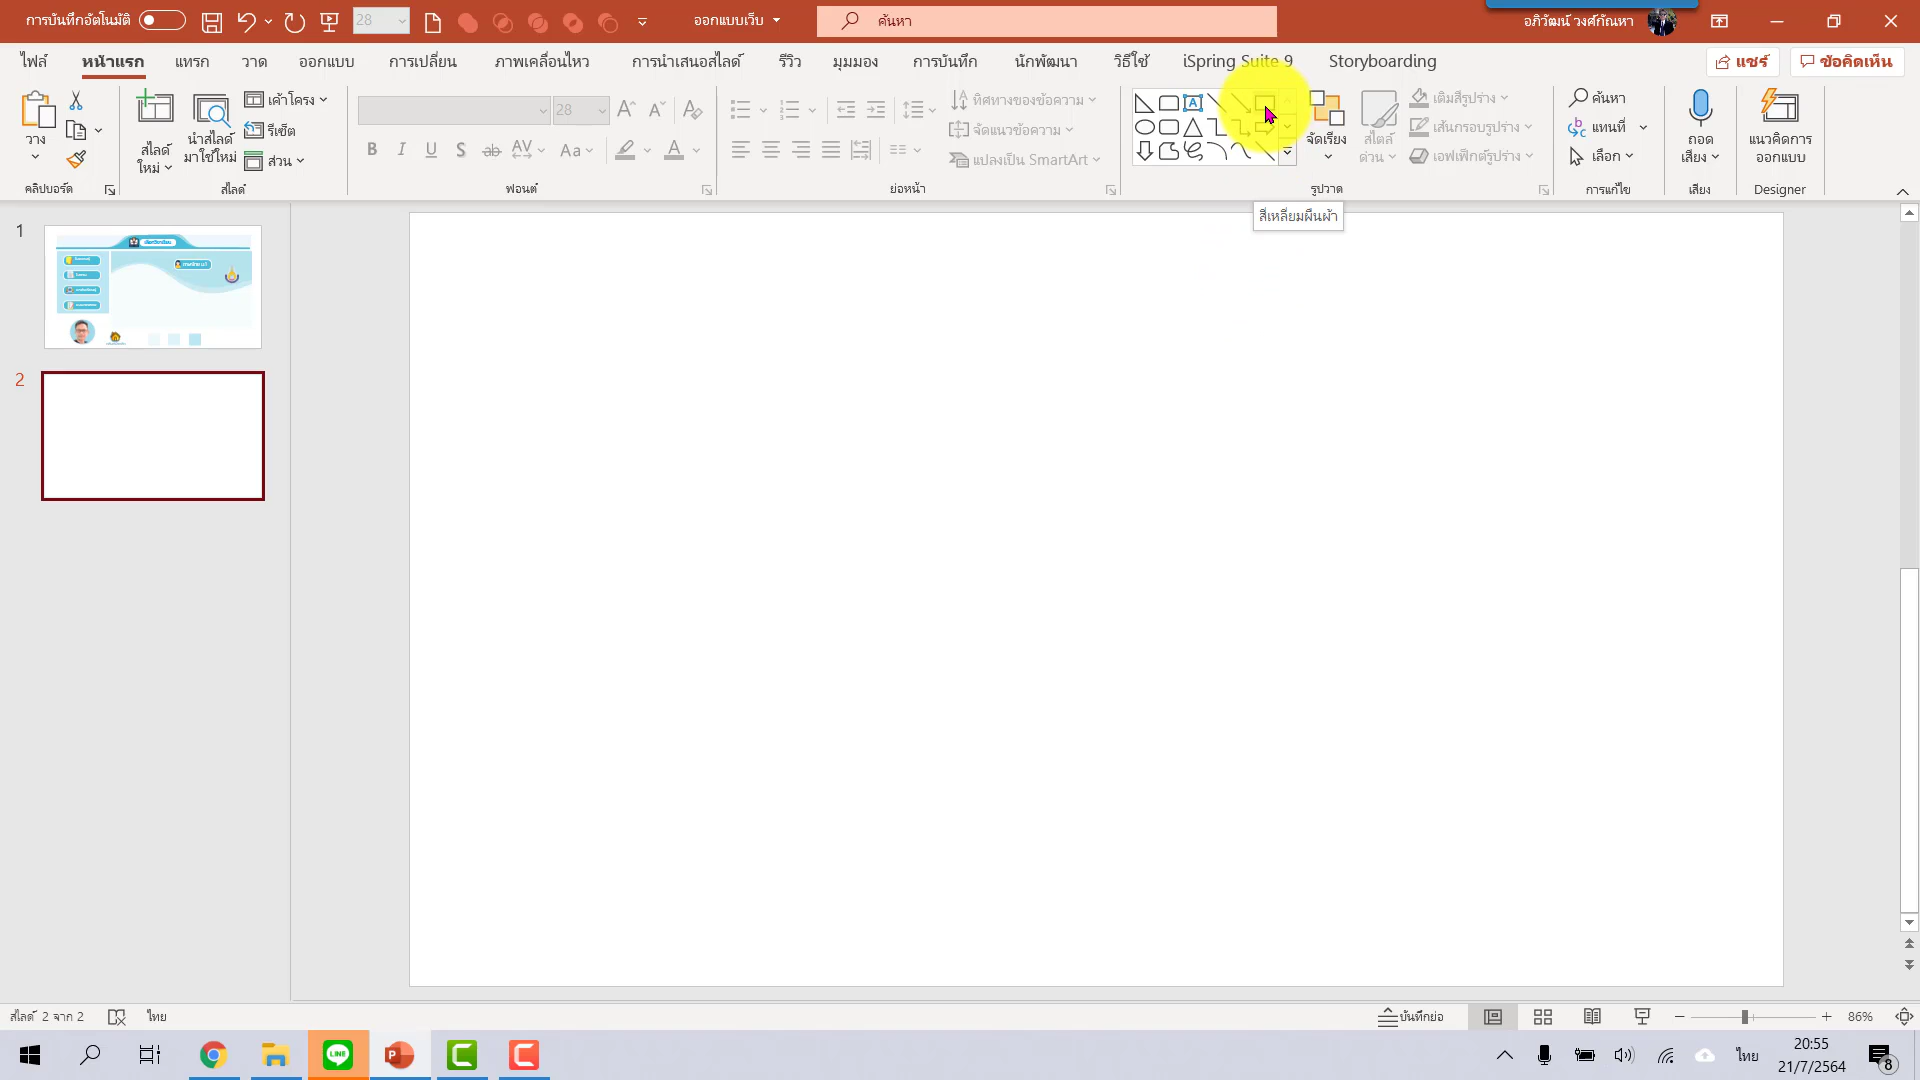 การบันทึกอัตโนมัติ
28
ออกแบบเว็บ
ค้นหา
อภิวัฒน์ วงศ์กัณหา
ไฟล์ หน้าแรก แทรก วาด ออกแบบ การเปลี่ยน ภาพเคลื่อนไหว การนำเสนอสไลด์ รีวิว มุมมอง การบันทึก นักพัฒนา วิธีใช้ iSpring Suite 9 Storyboarding
แชร์
ข้อคิดเห็น
วาง
คลิปบอร์ด
สไลด์
ใหม่
นำสไลด์
มาใช้ใหม่
เค้าโครง
รีเซ็ต
ส่วน
สไลด์
28
B I U S ab AV Aa A
ฟอนต์
ทิศทางของข้อความ
จัดแนวข้อความ
แปลงเป็น SmartArt
ย่อหน้า
จัดเรียง
สไตล์
ด่วน
เติมสีรูปร่าง
เส้นกรอบรูปร่าง
เอฟเฟ็กต์รูปร่าง
รูปวาด
ค้นหา
แทนที่
เลือก
การแก้ไข
ถอด
เสียง
เสียง
แนวคิดการ
ออกแบบ
Designer
สี่เหลี่ยมผืนผ้า
1
2
สไลด์ 2 จาก 2
ไทย
บันทึกย่อ
86%
LINE
ไทย
20:55
21/7/2564
8